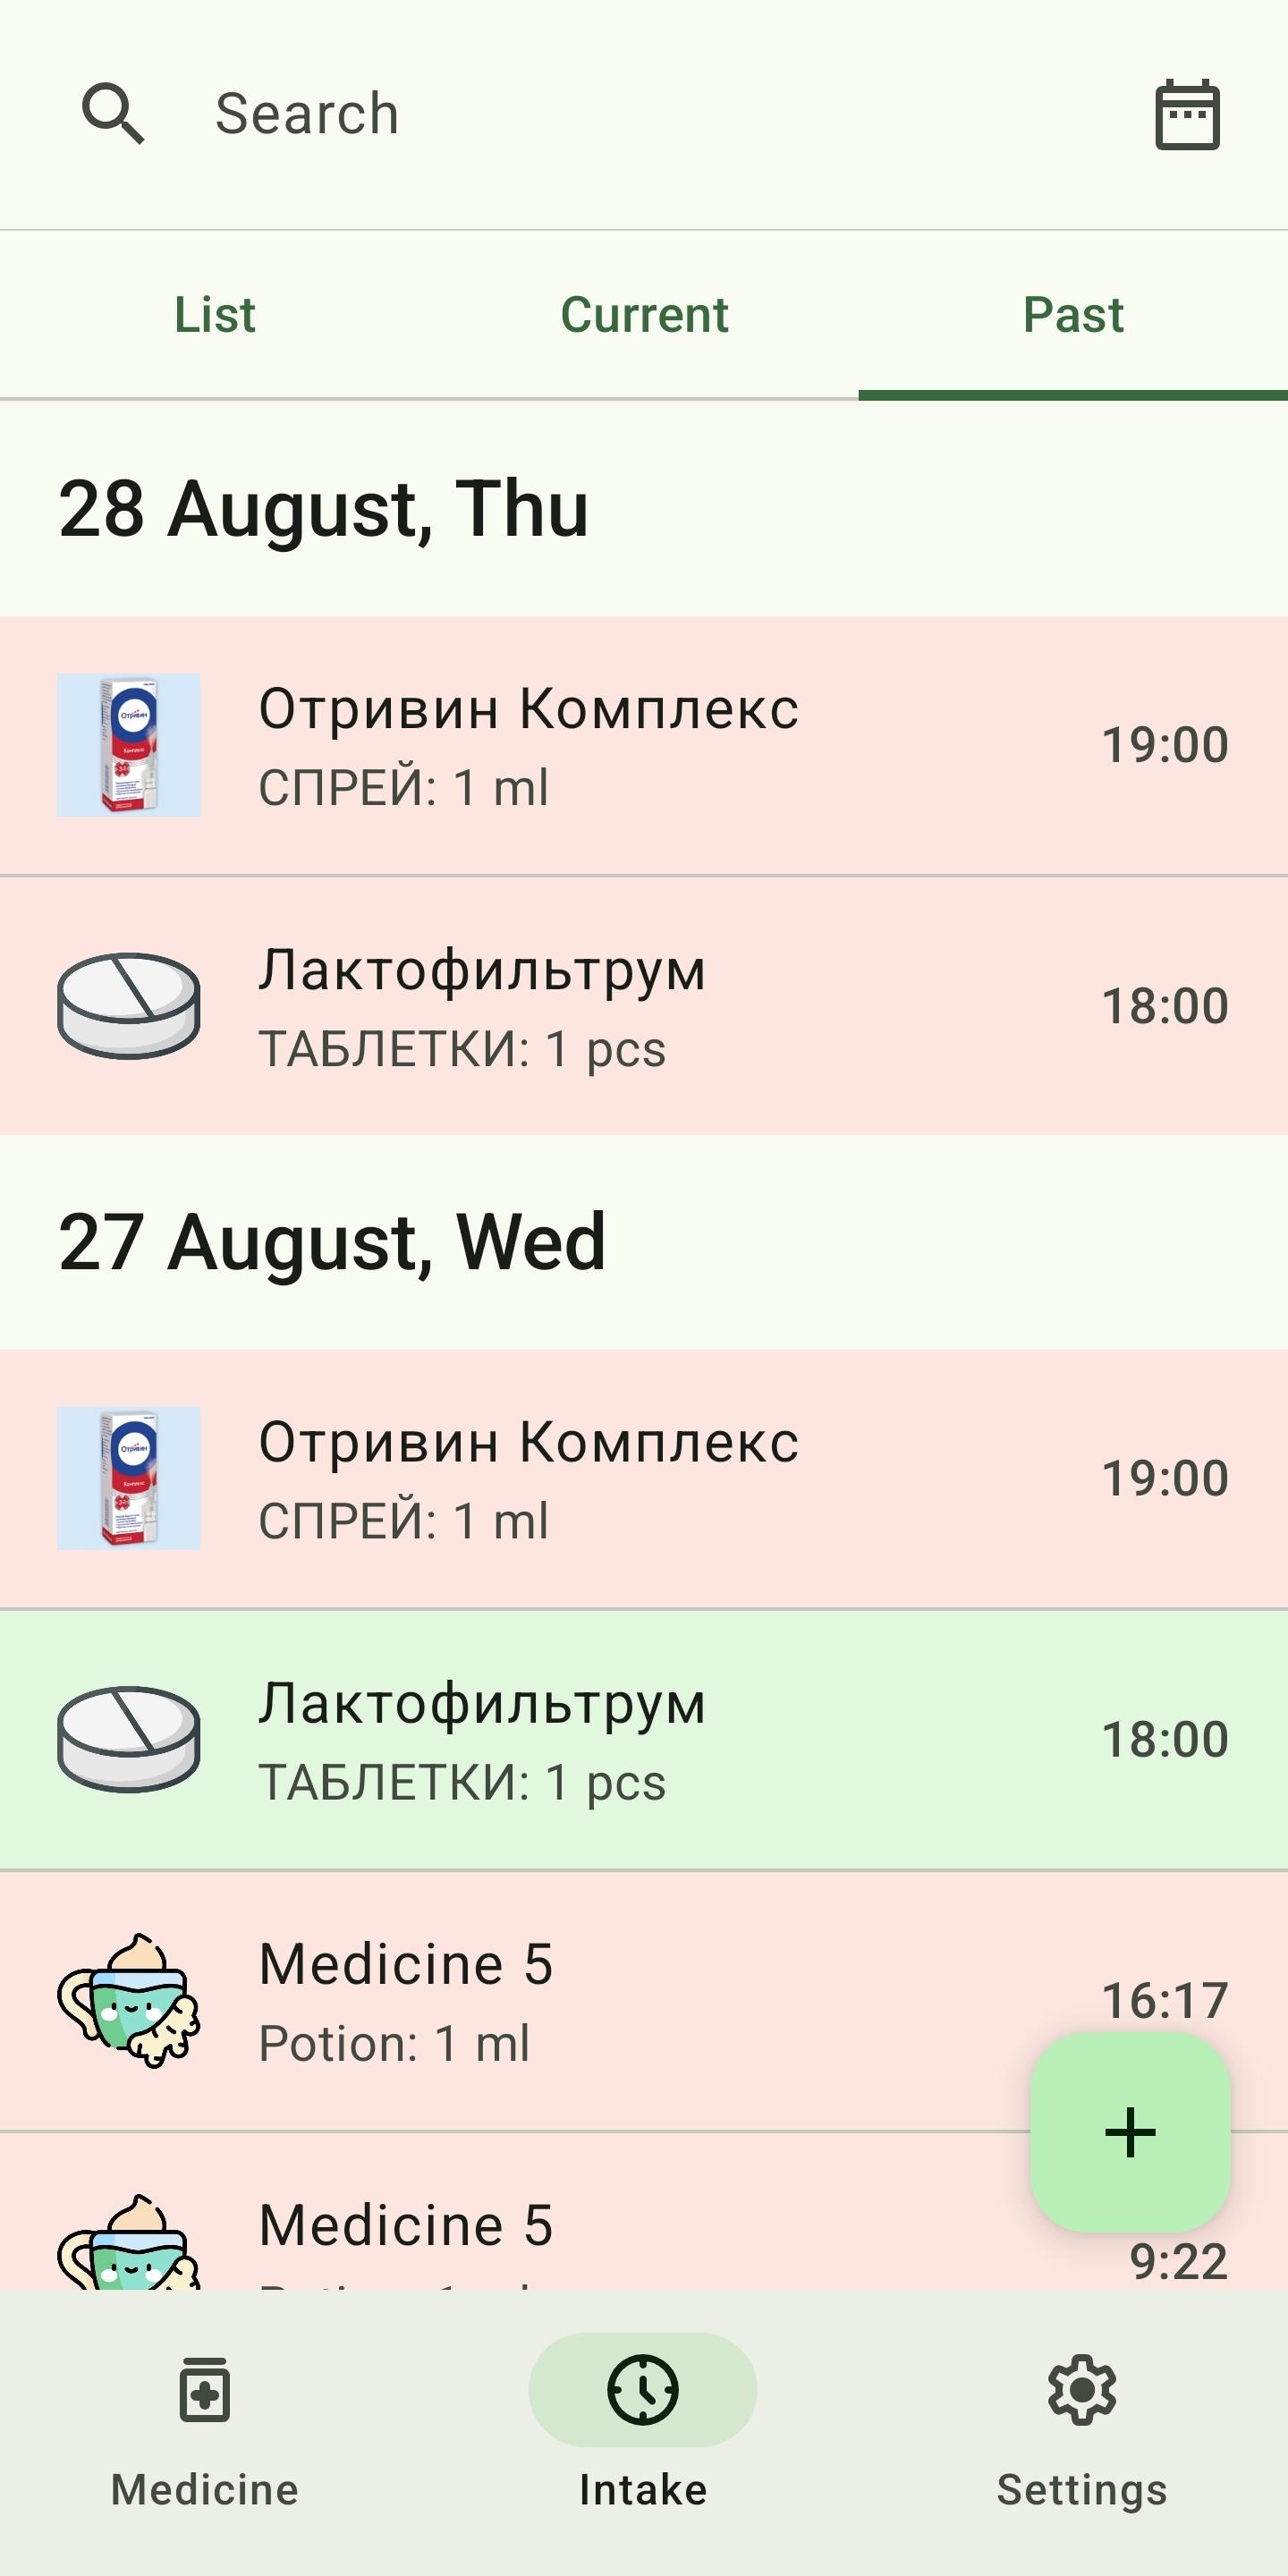 Search
List
Current
Past
28 August, Thu
Отривин Комплекс
СПРЕЙ: 1 ml
19:00
Лактофильтрум
ТАБЛЕТКИ: 1 pcs
18:00
27 August, Wed
Отривин Комплекс
СПРЕЙ: 1 ml
19:00
Лактофильтрум
ТАБЛЕТКИ: 1 pcs
18:00
Medicine 5
Potion: 1 ml
16:17
Medicine 5
9:22
Medicine
Intake
Settings